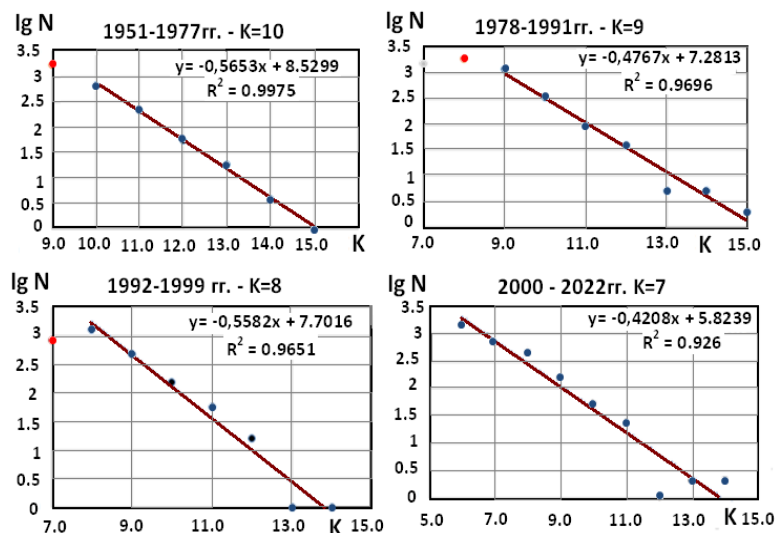 lg N
1951-1977гг. - K=10
3.5
3
2.5
2
1.5
1
0.5
0
y= -0,5653x + 8.5299
R² = 0.9975
9.0 10.0 11.0 12.0 13.0 14.0 15.0 K
lg N
1978-1991гг. - K=9
3.5
3
2.5
2
1.5
1
0.5
0
y= -0,4767x + 7.2813
R² = 0.9696
7.0 9.0 11.0 13.0 15.0
K
lg N
1992-1999 гг. - K=8
3.5
3
2.5
2
1.5
1
0.5
0
y= -0,5582x + 7.7016
R² = 0.9651
7.0 9.0 11.0 13.0 15.0
K
lg N
2000 - 2022гг. K=7
3.5
3
2.5
2
1.5
1
0.5
0
y= -0,4208x + 5.8239
R² = 0.926
5.0 7.0 9.0 11.0 13.0 15.0
K